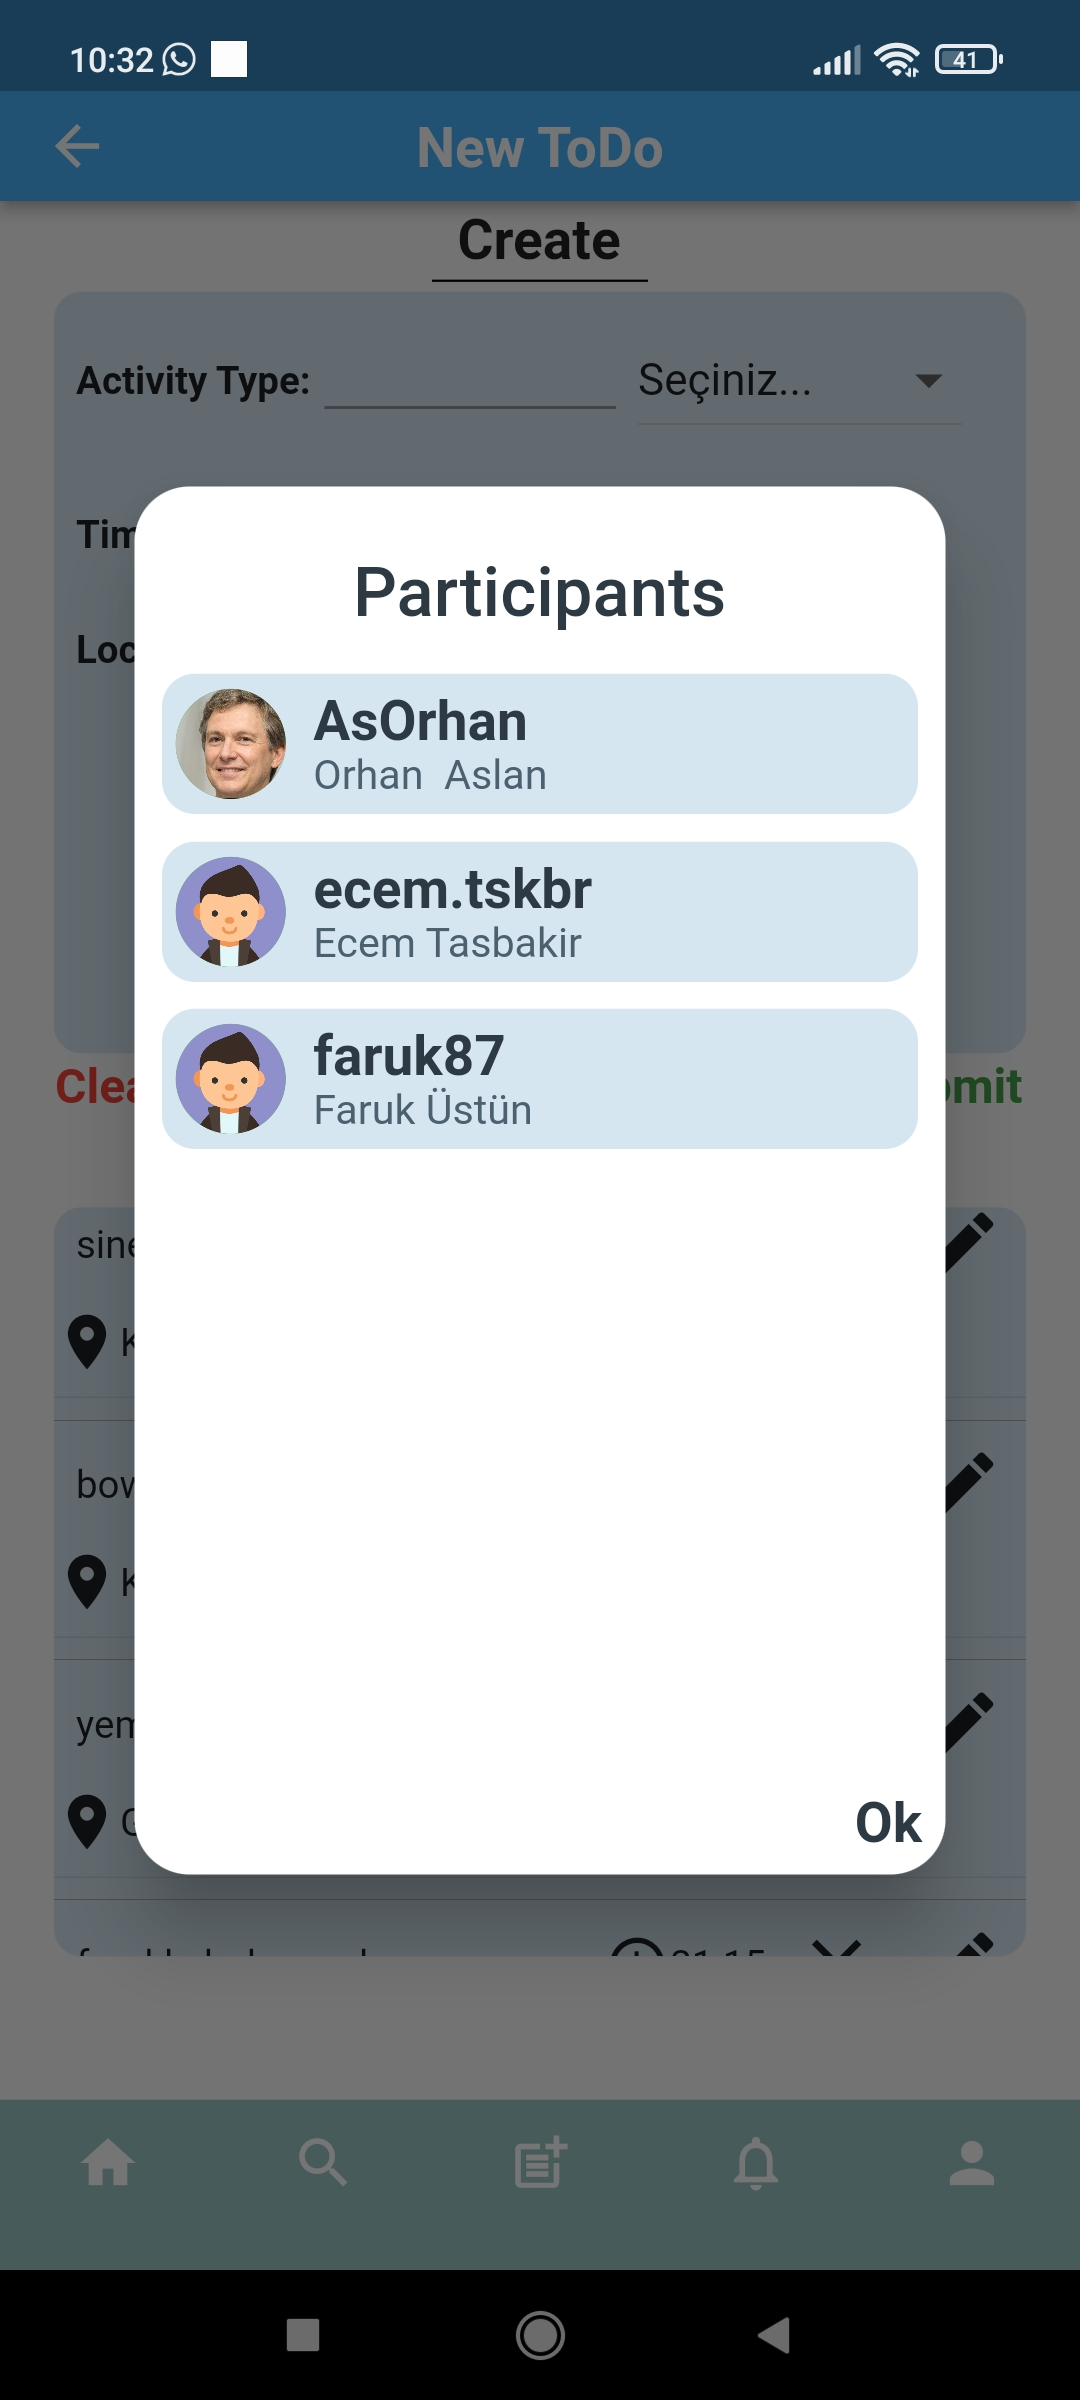 10:32
41
New ToDo
Create
Activity Type:
Seçiniz...
Participants
AsOrhan
Orhan  Aslan
ecem.tskbr
Ecem Tasbakir
faruk87
Faruk Üstün
Ok